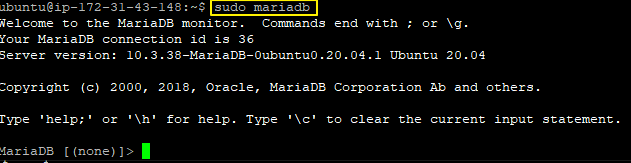 ubuntu@ip-172-31-43-148:~$ sudo mariadb
Welcome to the MariaDB monitor.  Commands end with ; or \g.
Your MariaDB connection id is 36
Server version: 10.3.38-MariaDB-0ubuntu0.20.04.1 Ubuntu 20.04
Copyright (c) 2000, 2018, Oracle, MariaDB Corporation Ab and others.
Type 'help;' or '\h' for help. Type '\c' to clear the current input statement.
MariaDB [(none)]>